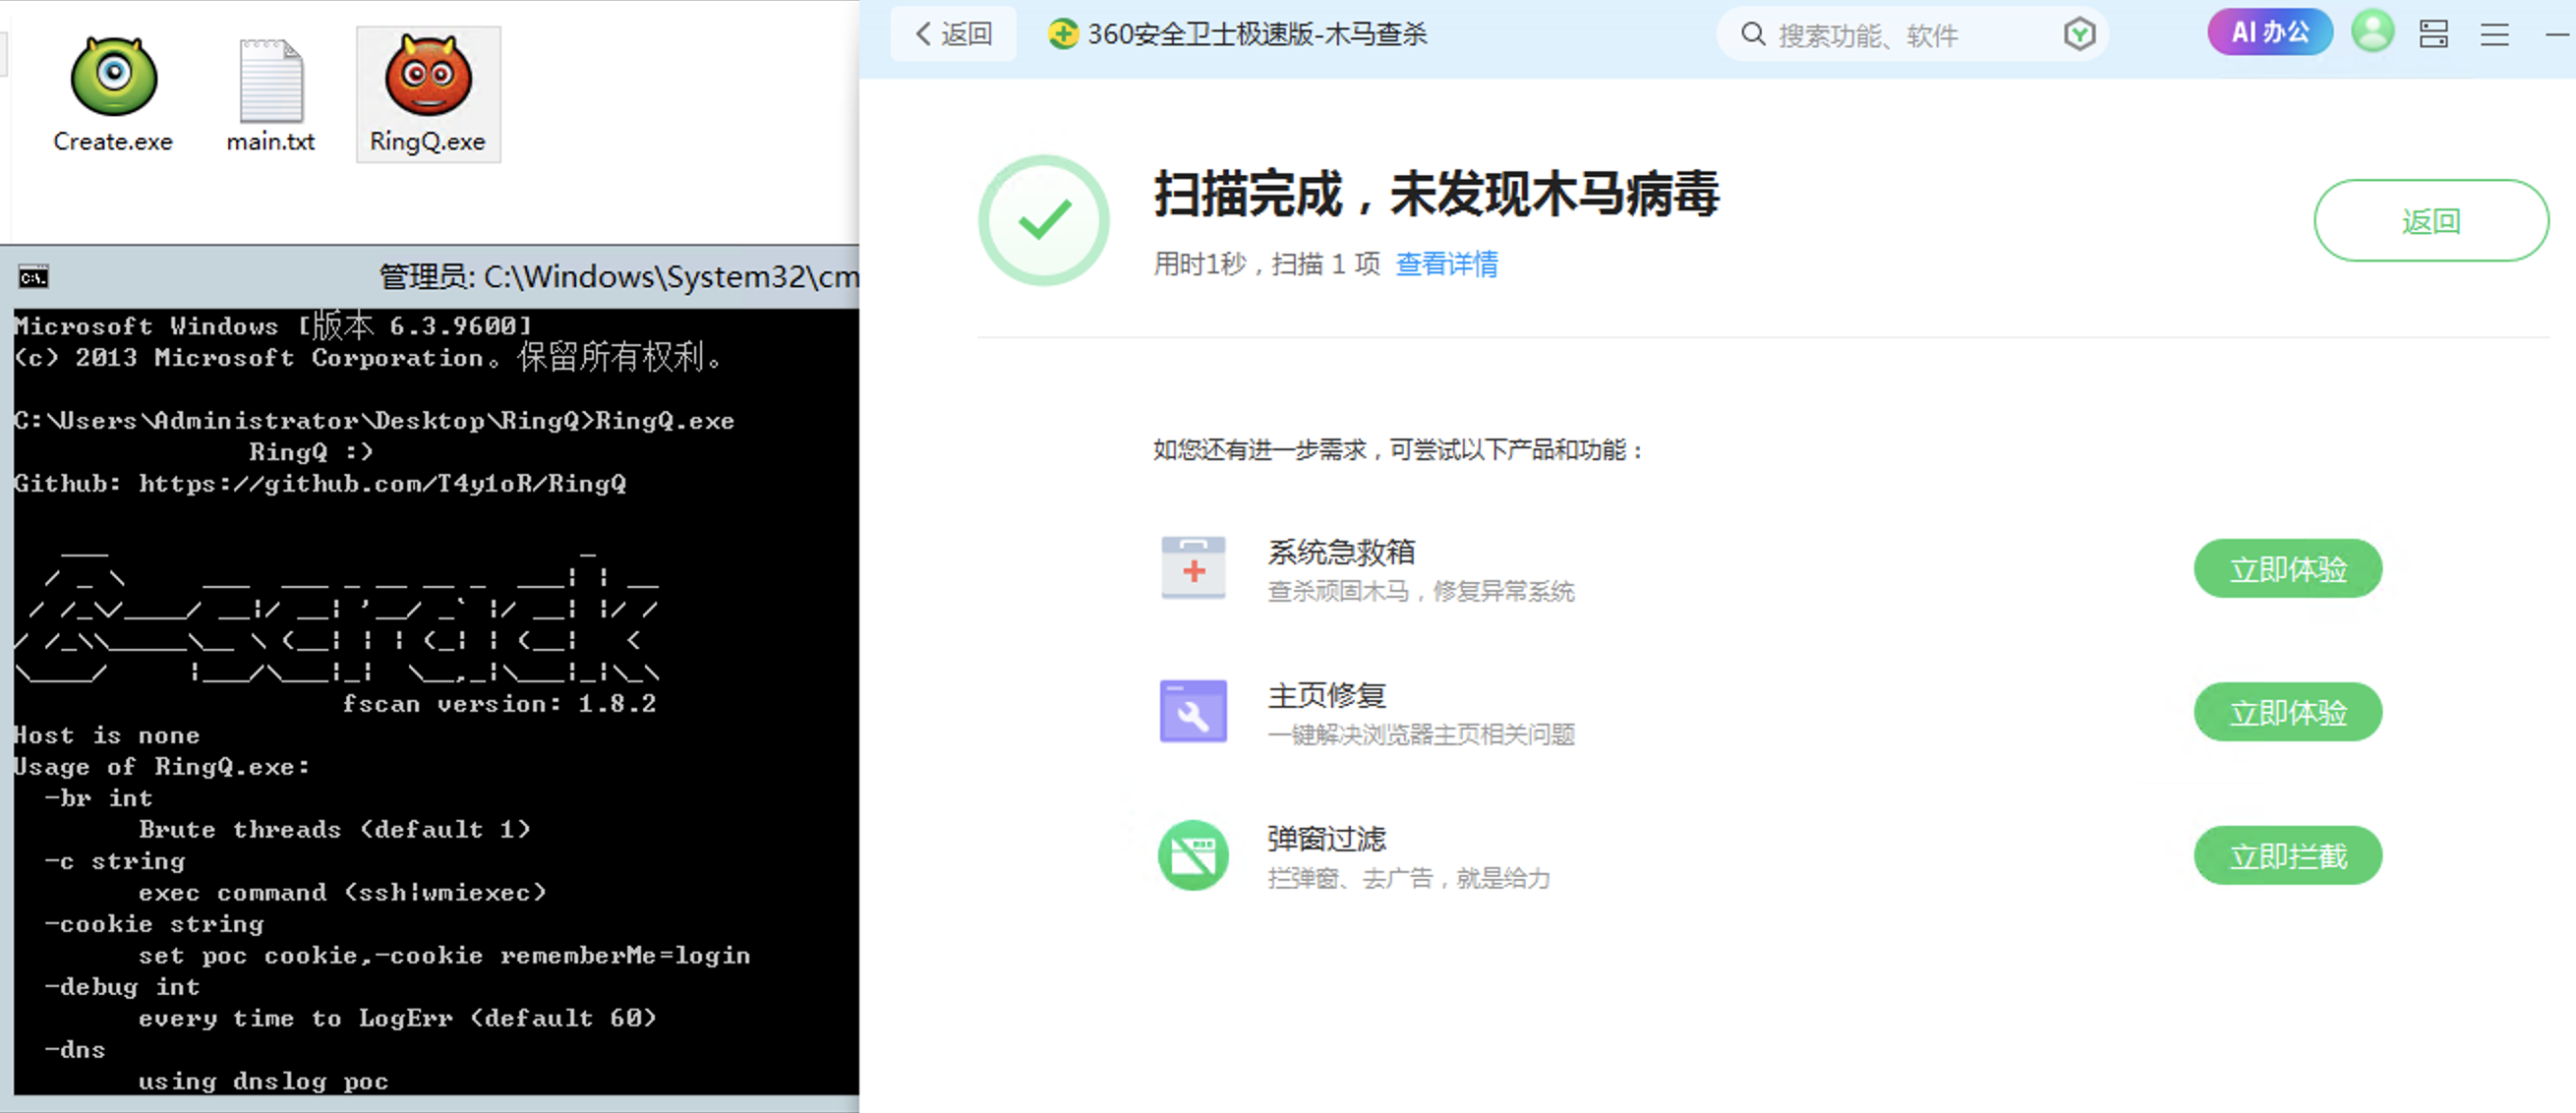 Create.exe
main.txt
RingQ.exe
管理员: C:\Windows\System32\cm
Microsoft Windows [版本 6.3.9600]
(c) 2013 Microsoft Corporation。保留所有权利。
C:\Users\Administrator\Desktop\RingQ>RingQ.exe
RingQ :)
Github: https://github.com/T4y1oR/RingQ
fscan version: 1.8.2
Host is none
Usage of RingQ.exe:
-br int
Brute threads (default 1)
-c string
exec command (ssh|wmiexec)
-cookie string
set poc cookie,-cookie rememberMe=login
-debug int
every time to LogErr (default 60)
-dns
using dnslog poc
返回
360安全卫士极速版-木马查杀
搜索功能、软件
AI 办公
扫描完成，未发现木马病毒
用时1秒，扫描 1 项 查看详情
返回
如您还有进一步需求，可尝试以下产品和功能：
系统急救箱
查杀顽固木马，修复异常系统
立即体验
主页修复
一键解决浏览器主页相关问题
立即体验
弹窗过滤
拦弹窗、去广告，就是给力
立即拦截